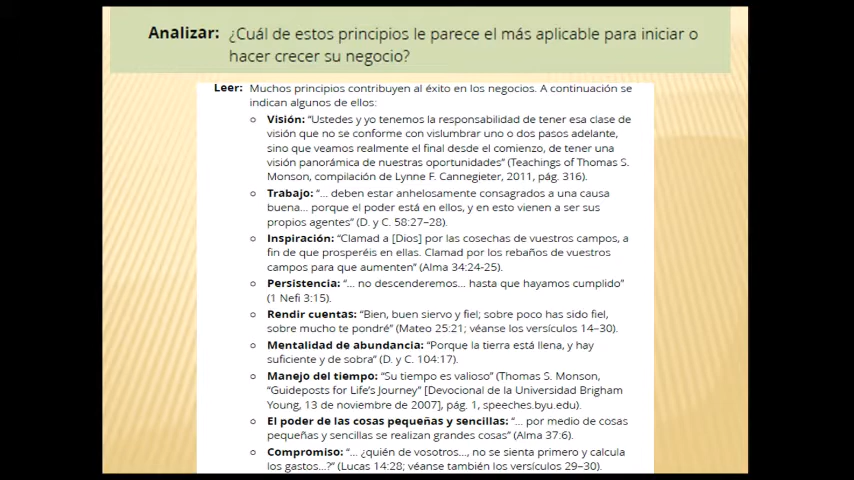 Analizar: ¿Cuál de estos principios le parece el más aplicable para iniciar o
hacer crecer su negocio?
Leer: Muchos principios contribuyen al éxito en los negocios. A continuación se
indican algunos de ellos:
○ Visión: “Ustedes y yo tenemos la responsabilidad de tener esa clase de
visión que no se conforme con vislumbrar uno o dos pasos adelante,
sino que veamos realmente el final desde el comienzo, de tener una
visión panorámica de nuestras oportunidades” (Teachings of Thomas S.
Monson, compilación de Lynne F. Cannegieter, 2011, pág. 316).
○ Trabajo: “... deben estar anhelosamente consagrados a una causa
buena... porque el poder está en ellos, y en esto vienen a ser sus
propios agentes” (D. y C. 58:27–28).
○ Inspiración: “Clamad a [Dios] por las cosechas de vuestros campos, a
fin de que prosperéis en ellas. Clamad por los rebaños de vuestros
campos para que aumenten” (Alma 34:24-25).
○ Persistencia: “... no descenderemos... hasta que hayamos cumplido”
(1 Nefi 3:15).
○ Rendir cuentas: “Bien, buen siervo y fiel; sobre poco has sido fiel,
sobre mucho te pondré” (Mateo 25:21; véanse los versículos 14–30).
○ Mentalidad de abundancia: “Porque la tierra está llena, y hay
suficiente y de sobra” (D. y C. 104:17).
○ Manejo del tiempo: “Su tiempo es valioso” (Thomas S. Monson,
“Guideposts for Life’s Journey” [Devocional de la Universidad Brigham
Young, 13 de noviembre de 2007], pág. 1, speeches.byu.edu).
○ El poder de las cosas pequeñas y sencillas: “... por medio de cosas
pequeñas y sencillas se realizan grandes cosas” (Alma 37:6).
○ Compromiso: “... ¿quién de vosotros..., no se sienta primero y calcula
los gastos...?” (Lucas 14:28; véanse también los versículos 29–30).